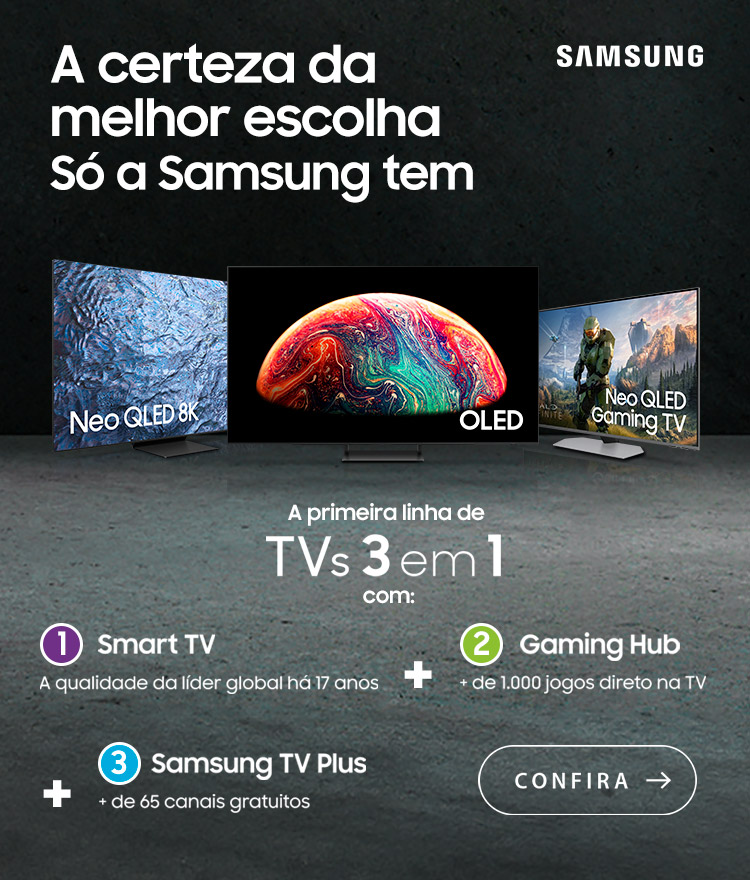 A certeza da
melhor escolha
Só a Samsung tem
SAMSUNG
Neo QLED 8K
OLED
HALO
INFINITE
Neo QLED
Gaming TV
A primeira linha de
TVs 3 em 1
com:
1 Smart TV
A qualidade da líder global há 17 anos
+
2 Gaming Hub
+ de 1.000 jogos direto na TV
+
3 Samsung TV Plus
+ de 65 canais gratuitos
CONFIRA →